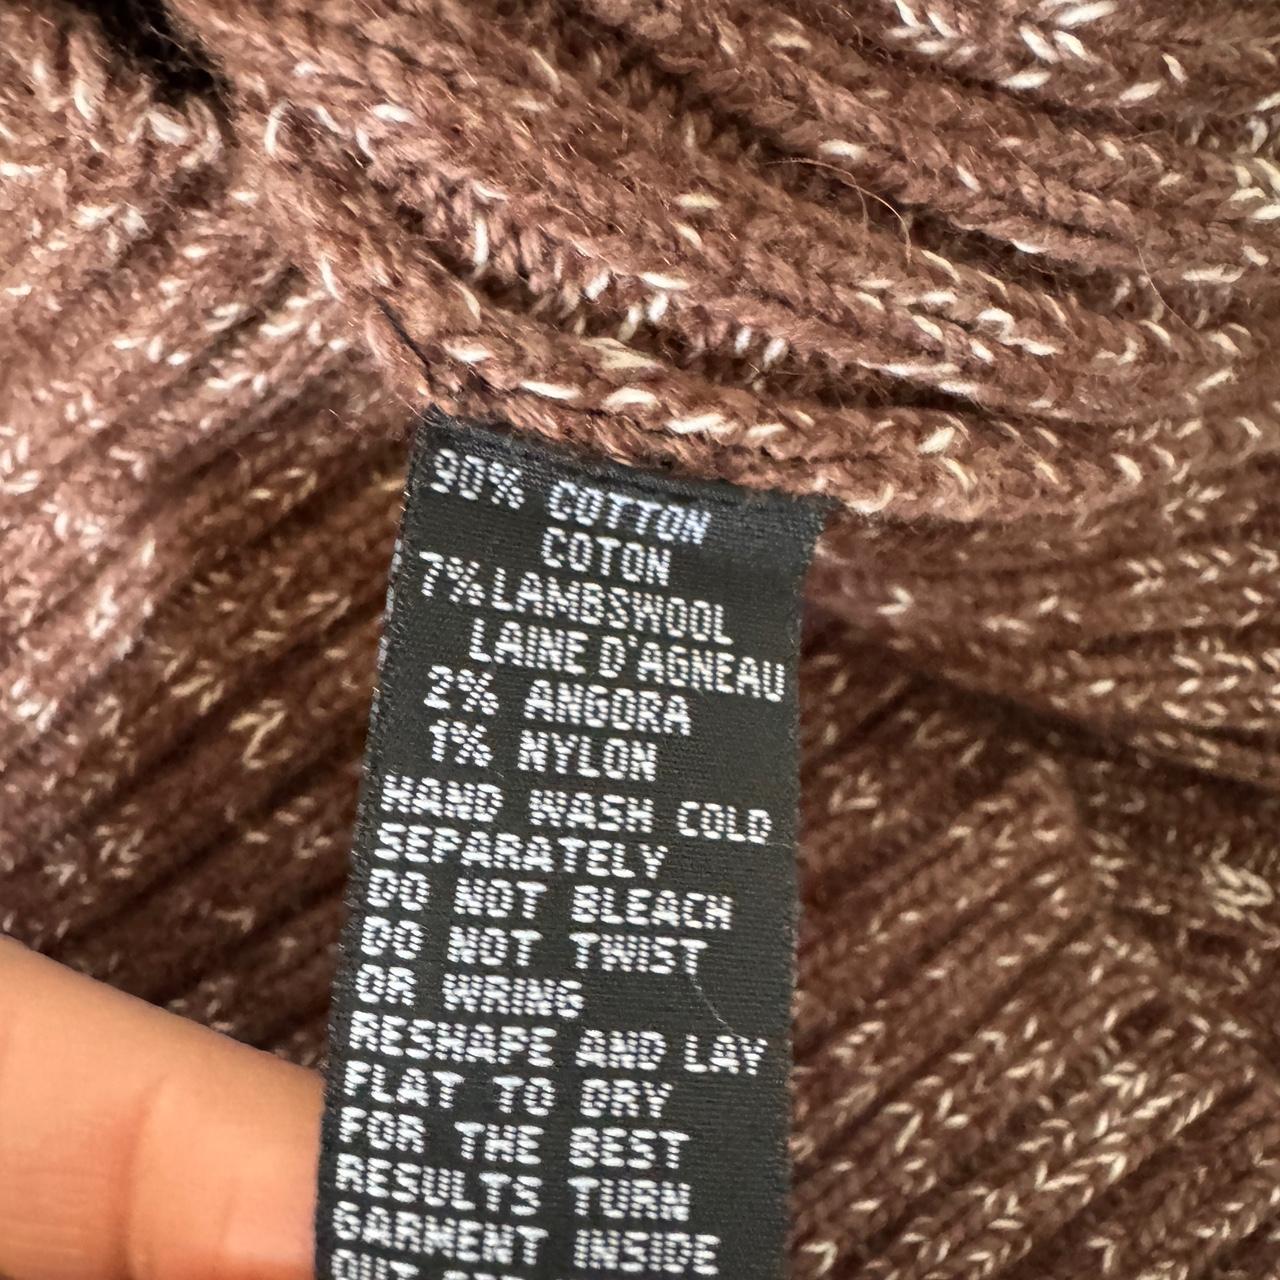 90% COTTON
COTON
7% LAMBSWOOL
LAINE D'AGNEAU
2% ANGORA
1% NYLON
HAND WASH COLD
SEPARATELY
DO NOT BLEACH
DO NOT TWIST
OR WRING
RESHAPE AND LAY
FLAT TO DRY
FOR THE BEST
RESULTS TURN
GARMENT INSIDE
OUT